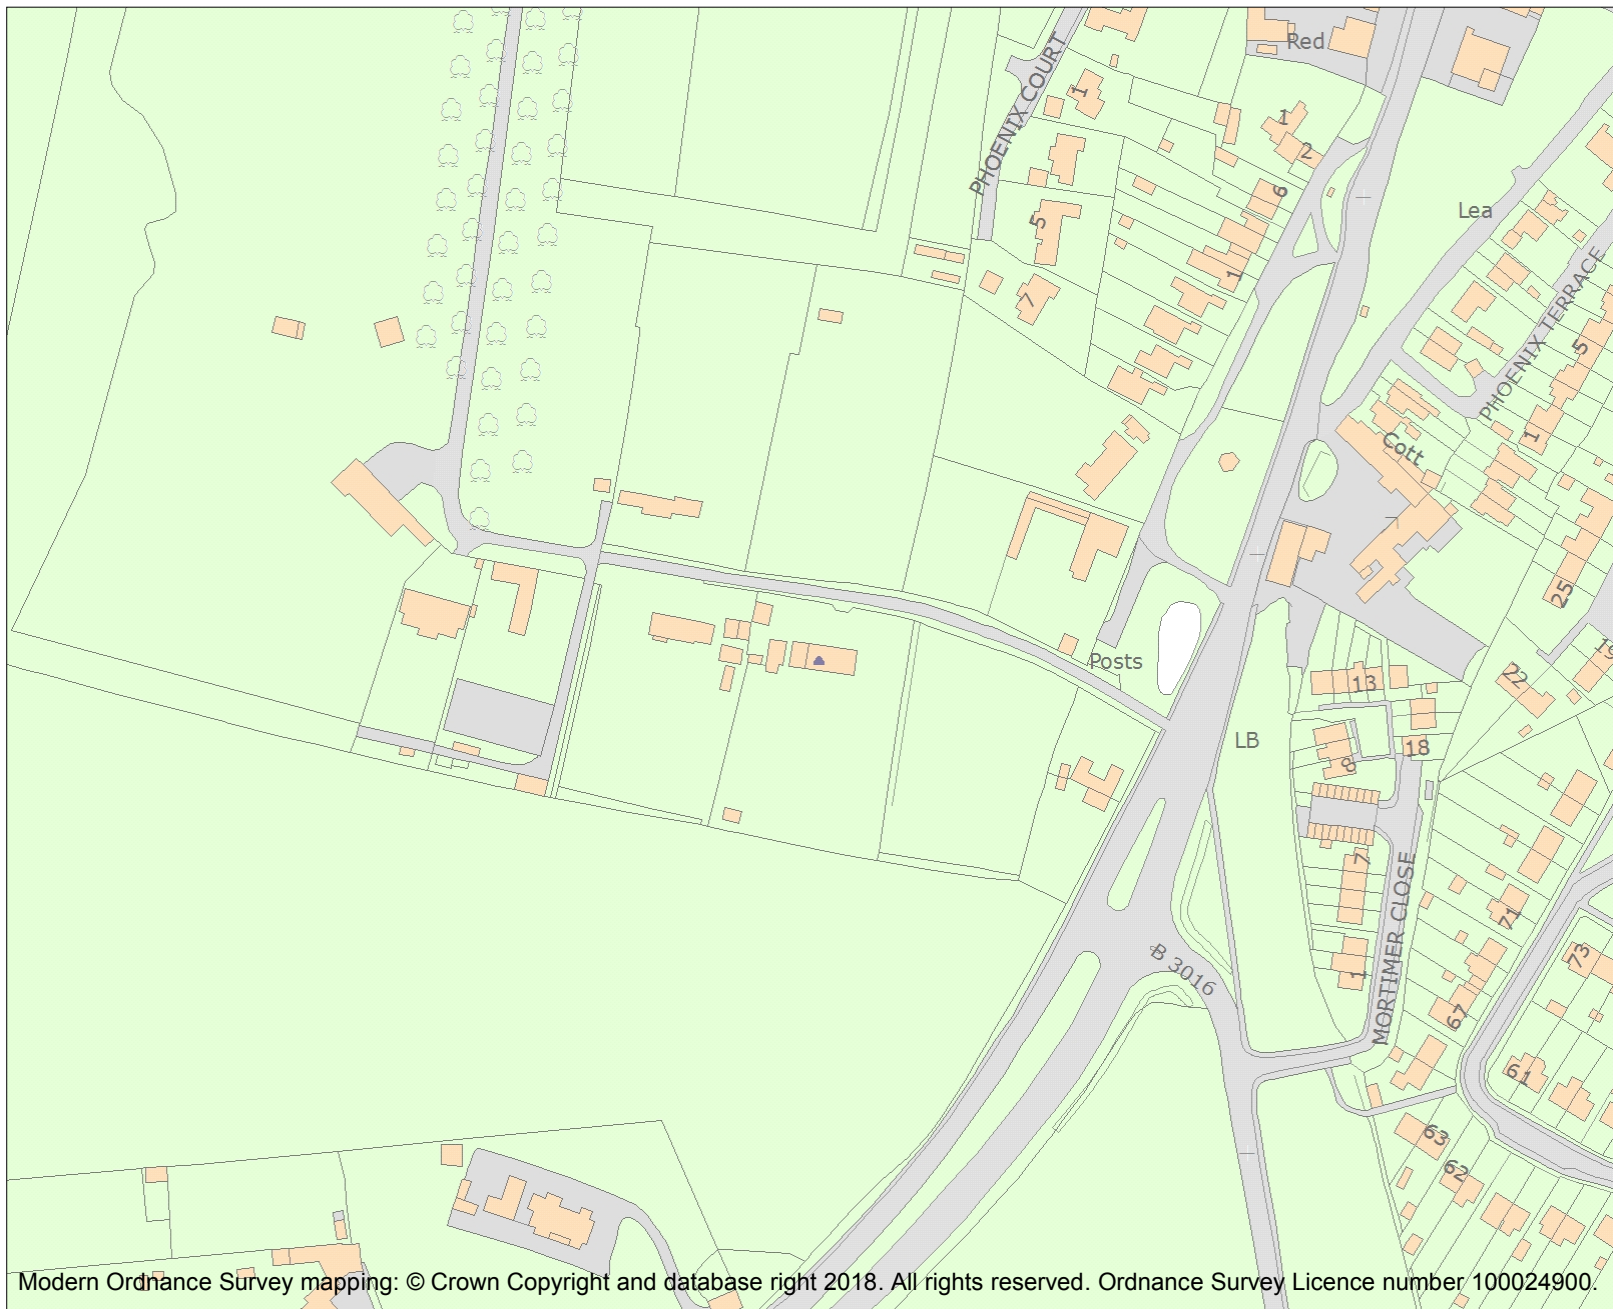 Red
PHOENIX COURT
1
1
2
6
5
Lea
1
7
PHOENIX TERRACE
5
1
Cott
25
Posts
19
13
22
LB
18
8
7
MORTIMER CLOSE
71
B 3016
73
1
67
61
63
62
Modern Ordnance Survey mapping: © Crown Copyright and database right 2018. All rights reserved. Ordnance Survey Licence number 100024900.